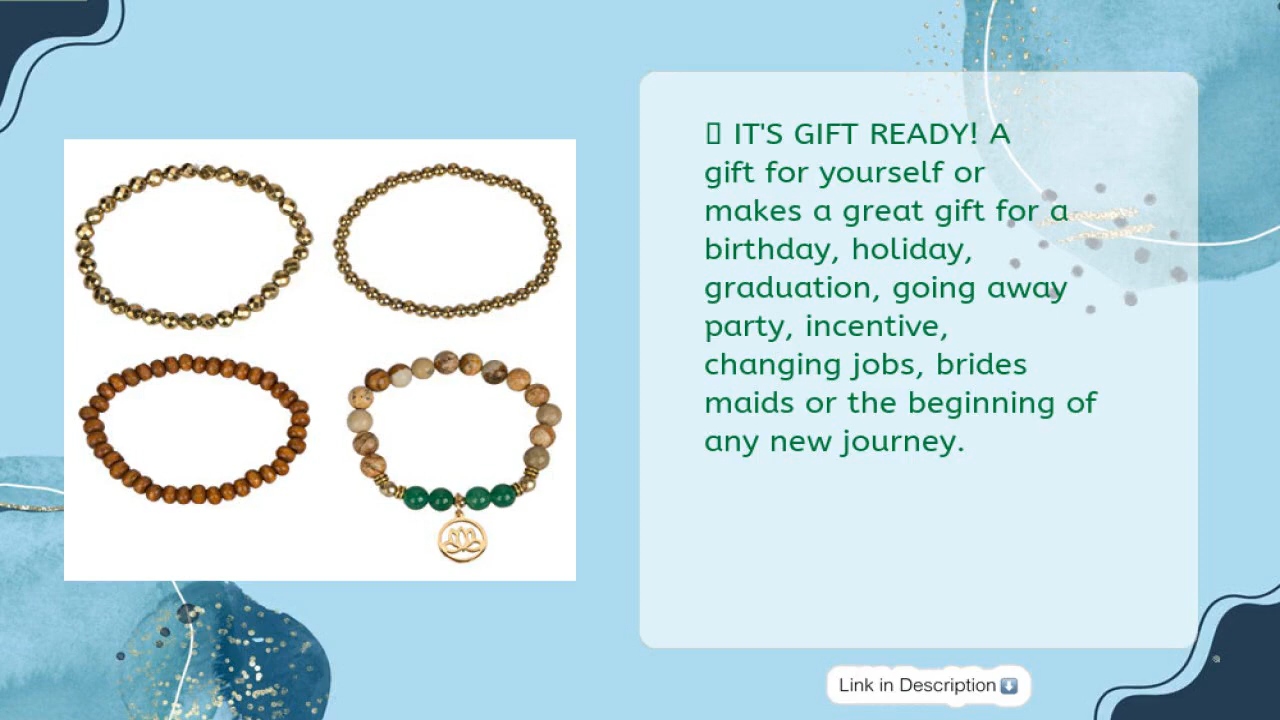 ▯ IT'S GIFT READY! A
gift for yourself or
makes a great gift for a
birthday, holiday,
graduation, going away
party, incentive,
changing jobs, brides
maids or the beginning of
any new journey.
Link in Description⬇️